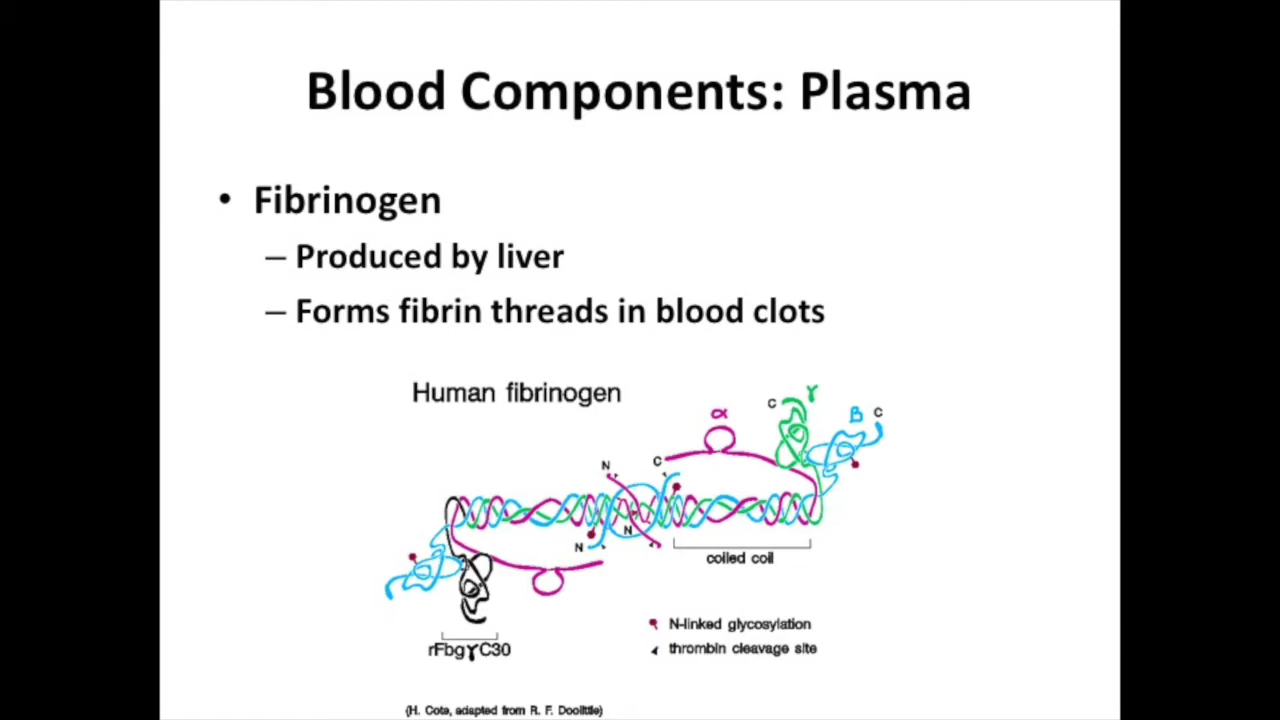 Blood Components: Plasma
• Fibrinogen
– Produced by liver
– Forms fibrin threads in blood clots
Human fibrinogen
α
C
γ
B
C
N
C
N
N
coiled coil
N-linked glycosylation
rFbgγC30
thrombin cleavage site
(H. Cote, adapted from R. F. Doolittle)